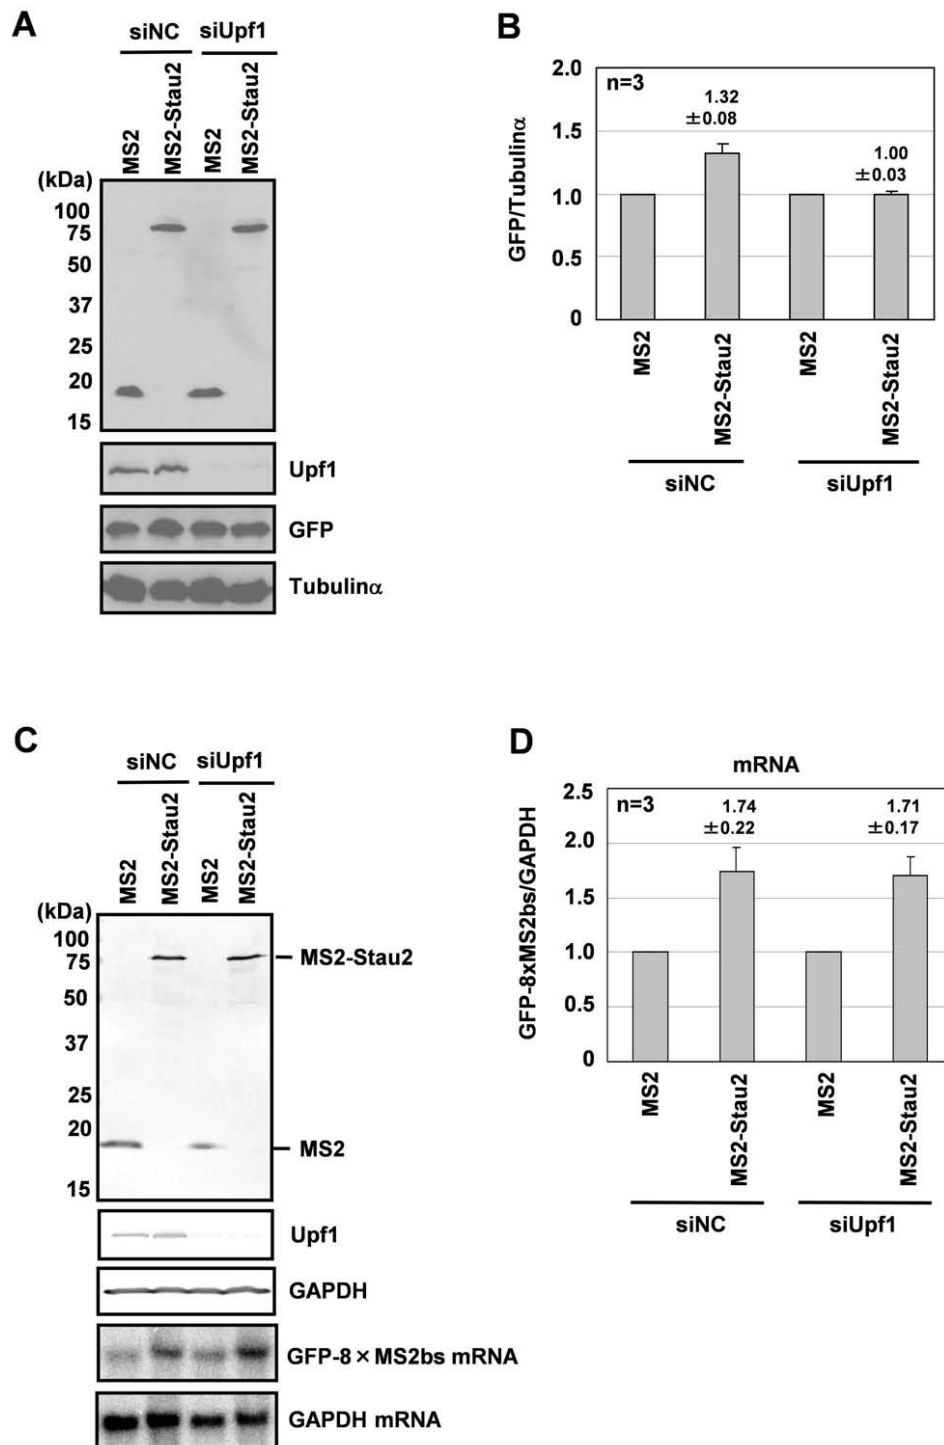 A
siNC siUpf1
MS2
MS2-Stau2
MS2
MS2-Stau2
(kDa)
100
75
50
37
25
20
15
Upf1
GFP
Tubulinα
B
GFP/Tubulinα
2.0
1.5
1.0
0.5
0
n=3
1.32
±0.08
1.00
±0.03
MS2
MS2-Stau2
MS2
MS2-Stau2
siNC siUpf1
C
siNC siUpf1
MS2
MS2-Stau2
MS2
MS2-Stau2
(kDa)
100
75
50
37
25
20
15
MS2-Stau2
MS2
Upf1
GAPDH
GFP-8×MS2bs mRNA
GAPDH mRNA
D
mRNA
GFP-8xMS2bs/GAPDH
2.5
2.0
1.5
1.0
0.5
0
n=3
1.74
±0.22
1.71
±0.17
MS2
MS2-Stau2
MS2
MS2-Stau2
siNC siUpf1